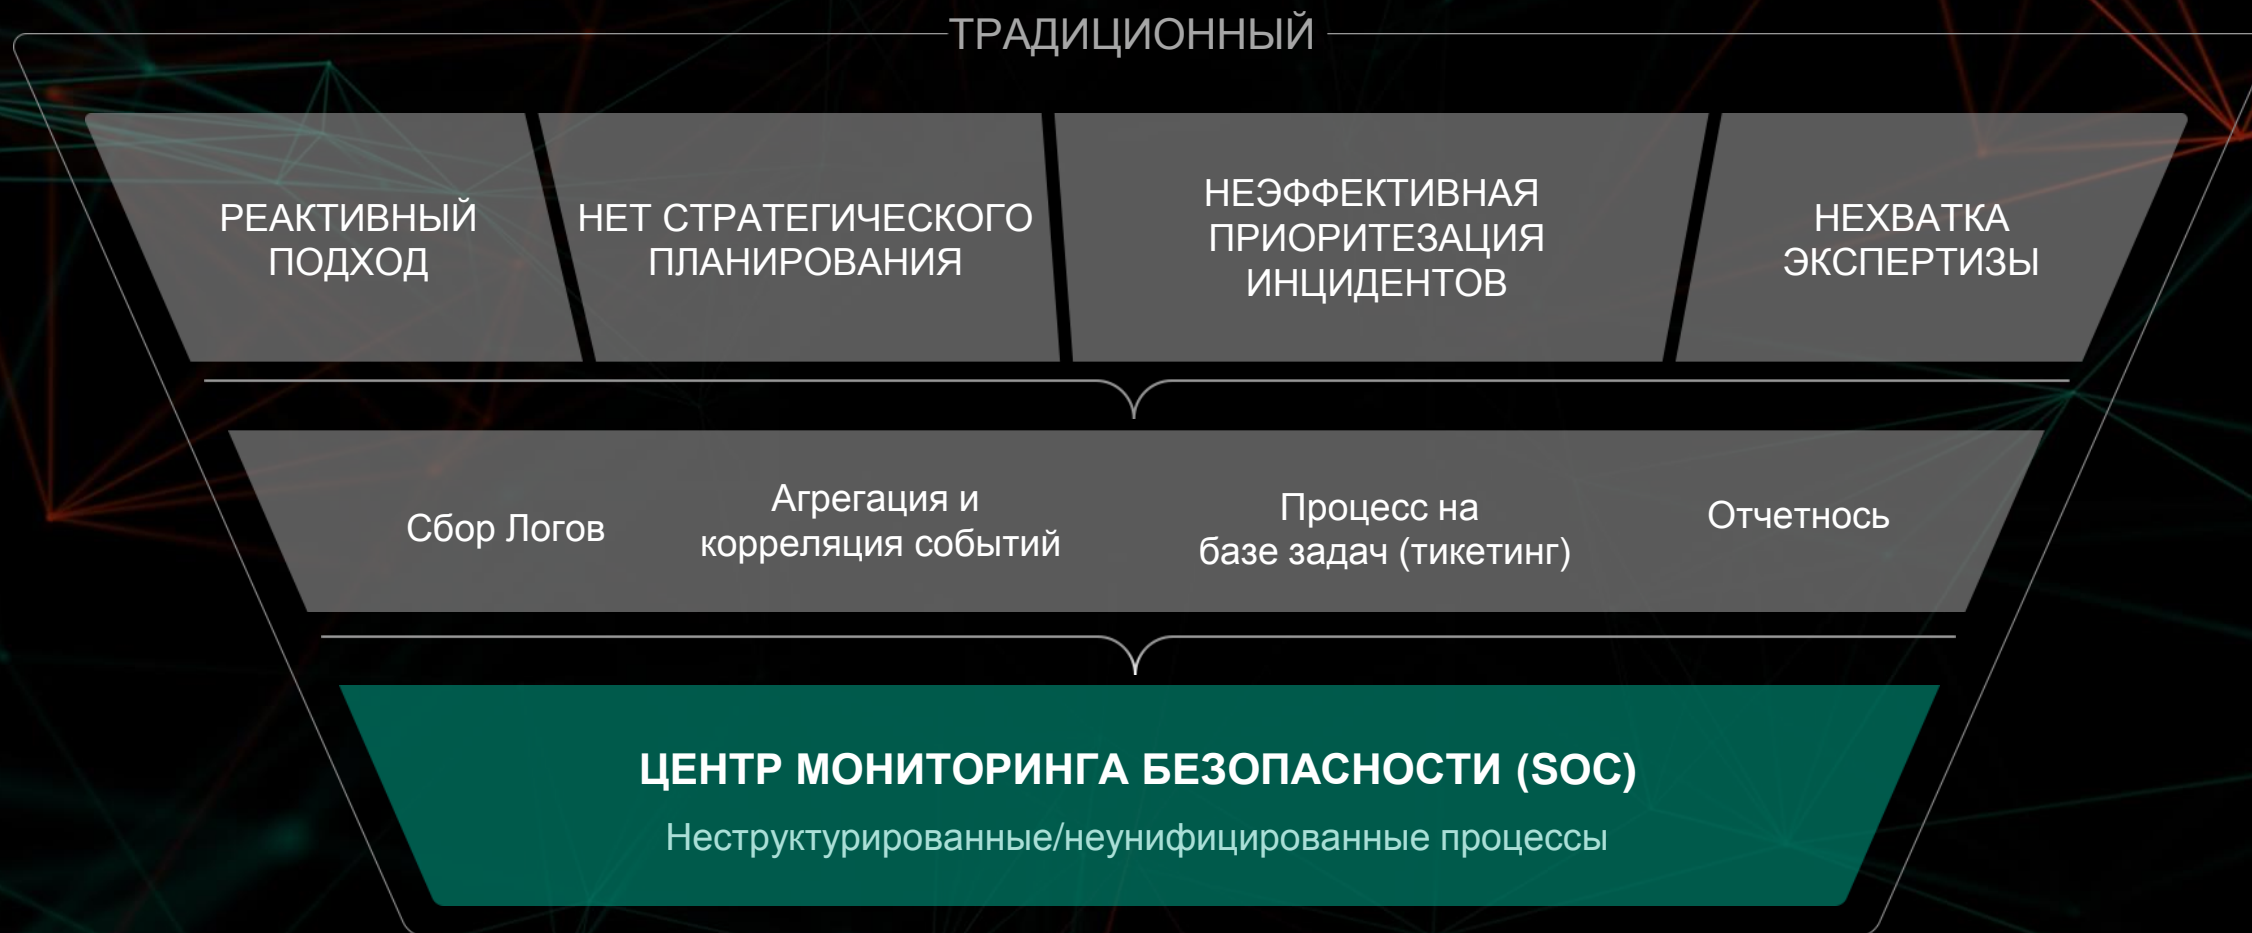 ТРАДИЦИОННЫЙ
РЕАКТИВНЫЙ
ПОДХОД
НЕТ СТРАТЕГИЧЕСКОГО
ПЛАНИРОВАНИЯ
НЕЭФФЕКТИВНАЯ
ПРИОРИТЕЗАЦИЯ
ИНЦИДЕНТОВ
НЕХВАТКА
ЭКСПЕРТИЗЫ
Сбор Логов
Агрегация и
корреляция событий
Процесс на
базе задач (тикетинг)
Отчетнось
ЦЕНТР МОНИТОРИНГА БЕЗОПАСНОСТИ (SOC)
Неструктурированные/неунифицированные процессы